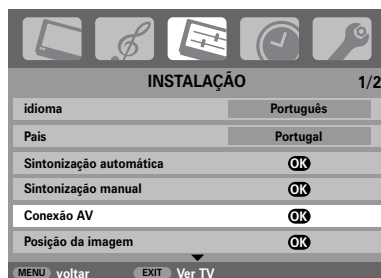 INSTALAÇÃO 1/2
idioma Português
Pais Portugal
Sintonização automática OK
Sintonização manual OK
Conexão AV OK
Posição da imagem OK
MENU voltar EXIT Ver TV